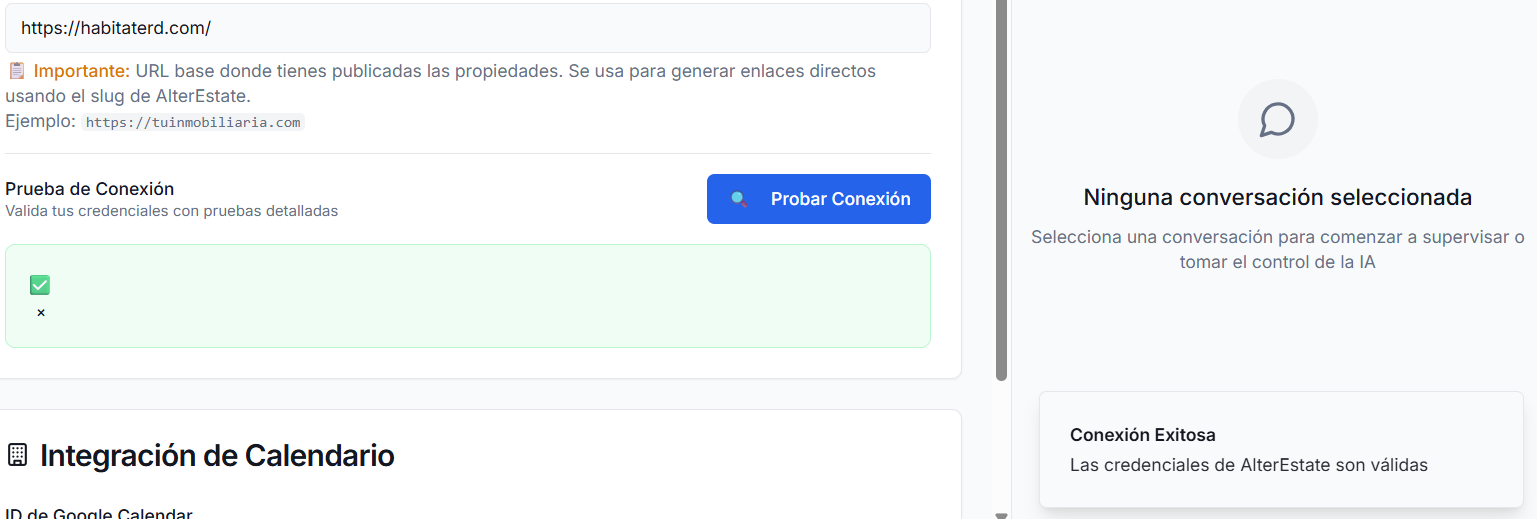 https://habitaterd.com/
📋 Importante: URL base donde tienes publicadas las propiedades. Se usa para generar enlaces directos
usando el slug de AlterEstate.
Ejemplo: https://tuinmobiliaria.com
Prueba de Conexión
Valida tus credenciales con pruebas detalladas
🔍 Probar Conexión
✅
×
Integración de Calendario
ID de Google Calendar
Ninguna conversación seleccionada
Selecciona una conversación para comenzar a supervisar o
tomar el control de la IA
Conexión Exitosa
Las credenciales de AlterEstate son válidas